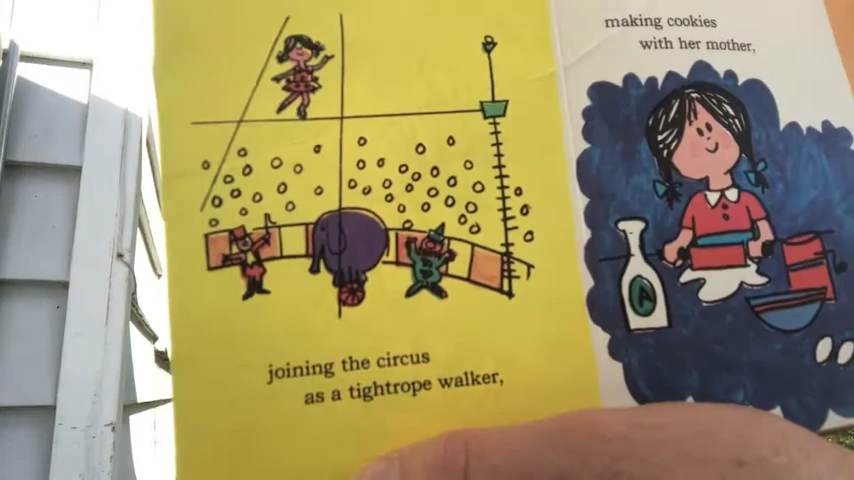 joining the circus
as a tightrope walker,
making cookies
with her mother,
A